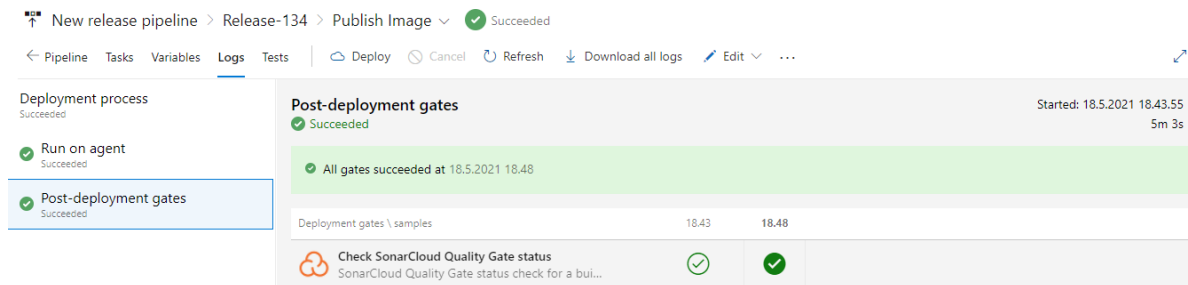 New release pipeline > Release-134 > Publish Image Succeeded
Pipeline Tasks Variables Logs Tests Deploy Cancel Refresh Download all logs Edit ...
Deployment process
Succeeded
Run on agent
Succeeded
Post-deployment gates
Succeeded
Post-deployment gates
Succeeded
Started: 18.5.2021 18.43.55
5m 3s
All gates succeeded at 18.5.2021 18.48
Deployment gates \ samples 18.43 18.48
Check SonarCloud Quality Gate status
SonarCloud Quality Gate status check for a bui...